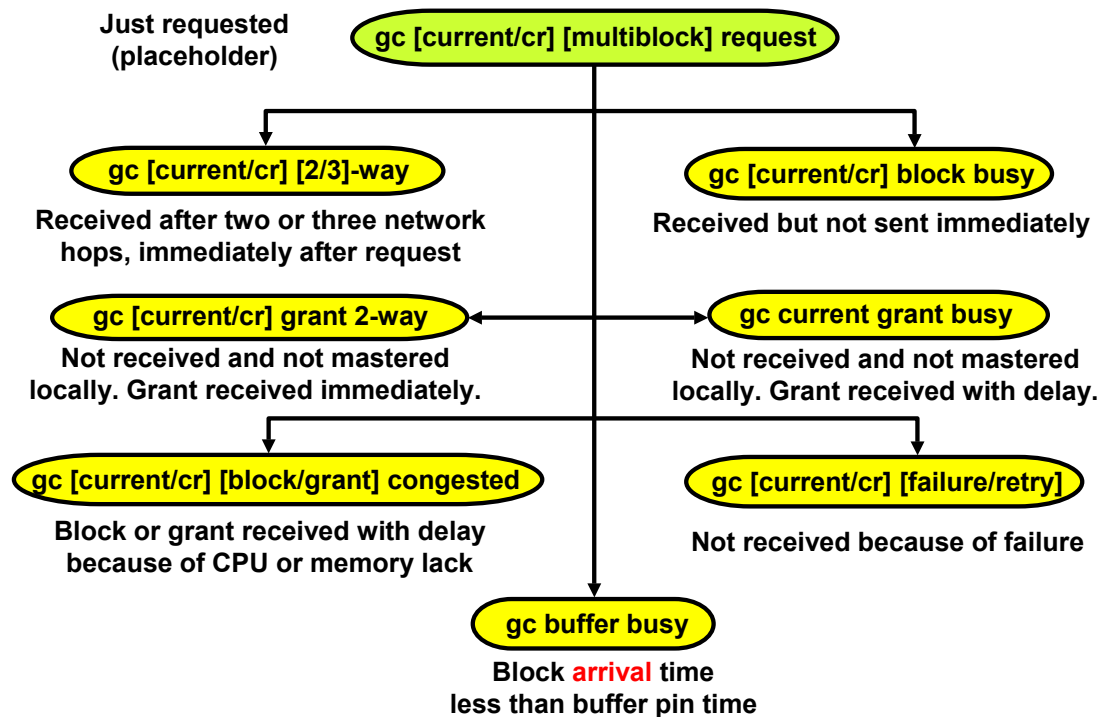 Just requested
(placeholder)
gc [current/cr] [multiblock] request
gc [current/cr] [2/3]-way
Received after two or three network
hops, immediately after request
gc [current/cr] block busy
Received but not sent immediately
gc [current/cr] grant 2-way
Not received and not mastered
locally. Grant received immediately.
gc current grant busy
Not received and not mastered
locally. Grant received with delay.
gc [current/cr] [block/grant] congested
Block or grant received with delay
because of CPU or memory lack
gc [current/cr] [failure/retry]
Not received because of failure
gc buffer busy
Block arrival time
less than buffer pin time